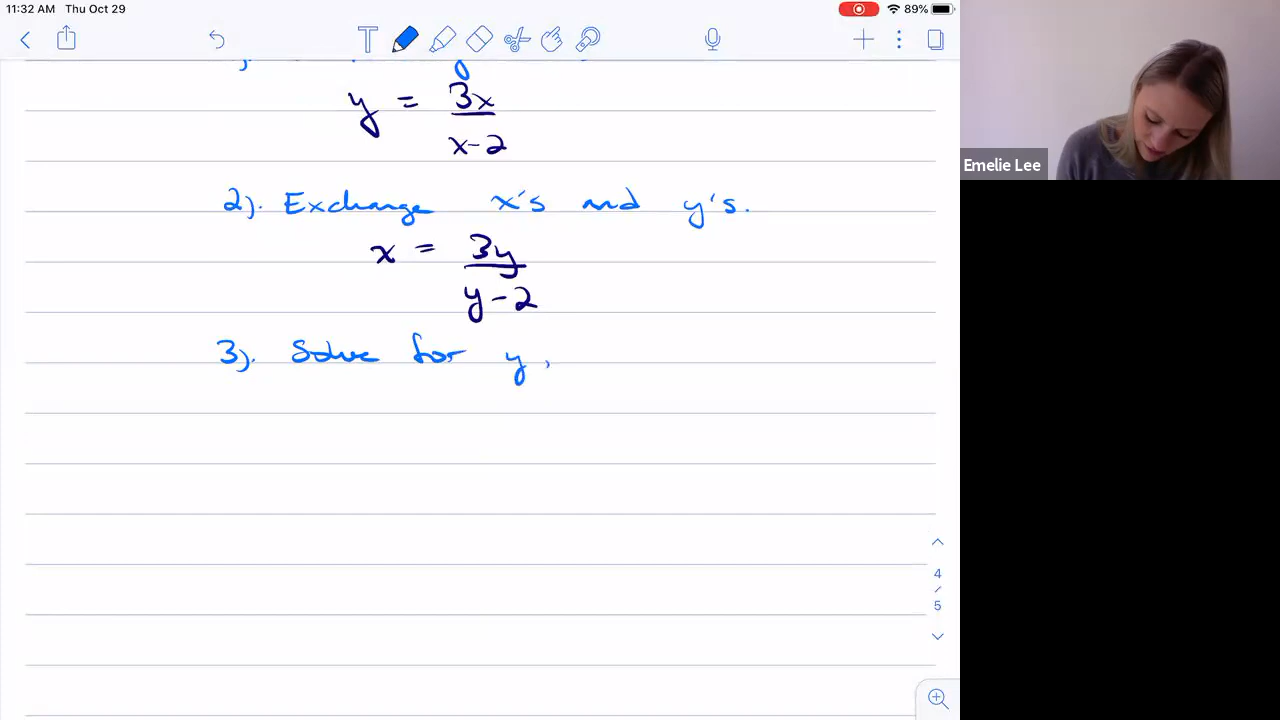 11:32 AM Thu Oct 29
89%
T
y = 3x
x-2
Emelie Lee
2). Exchange x's and y's.
x = 3y
y-2
3). Solve for y,
4
/
5